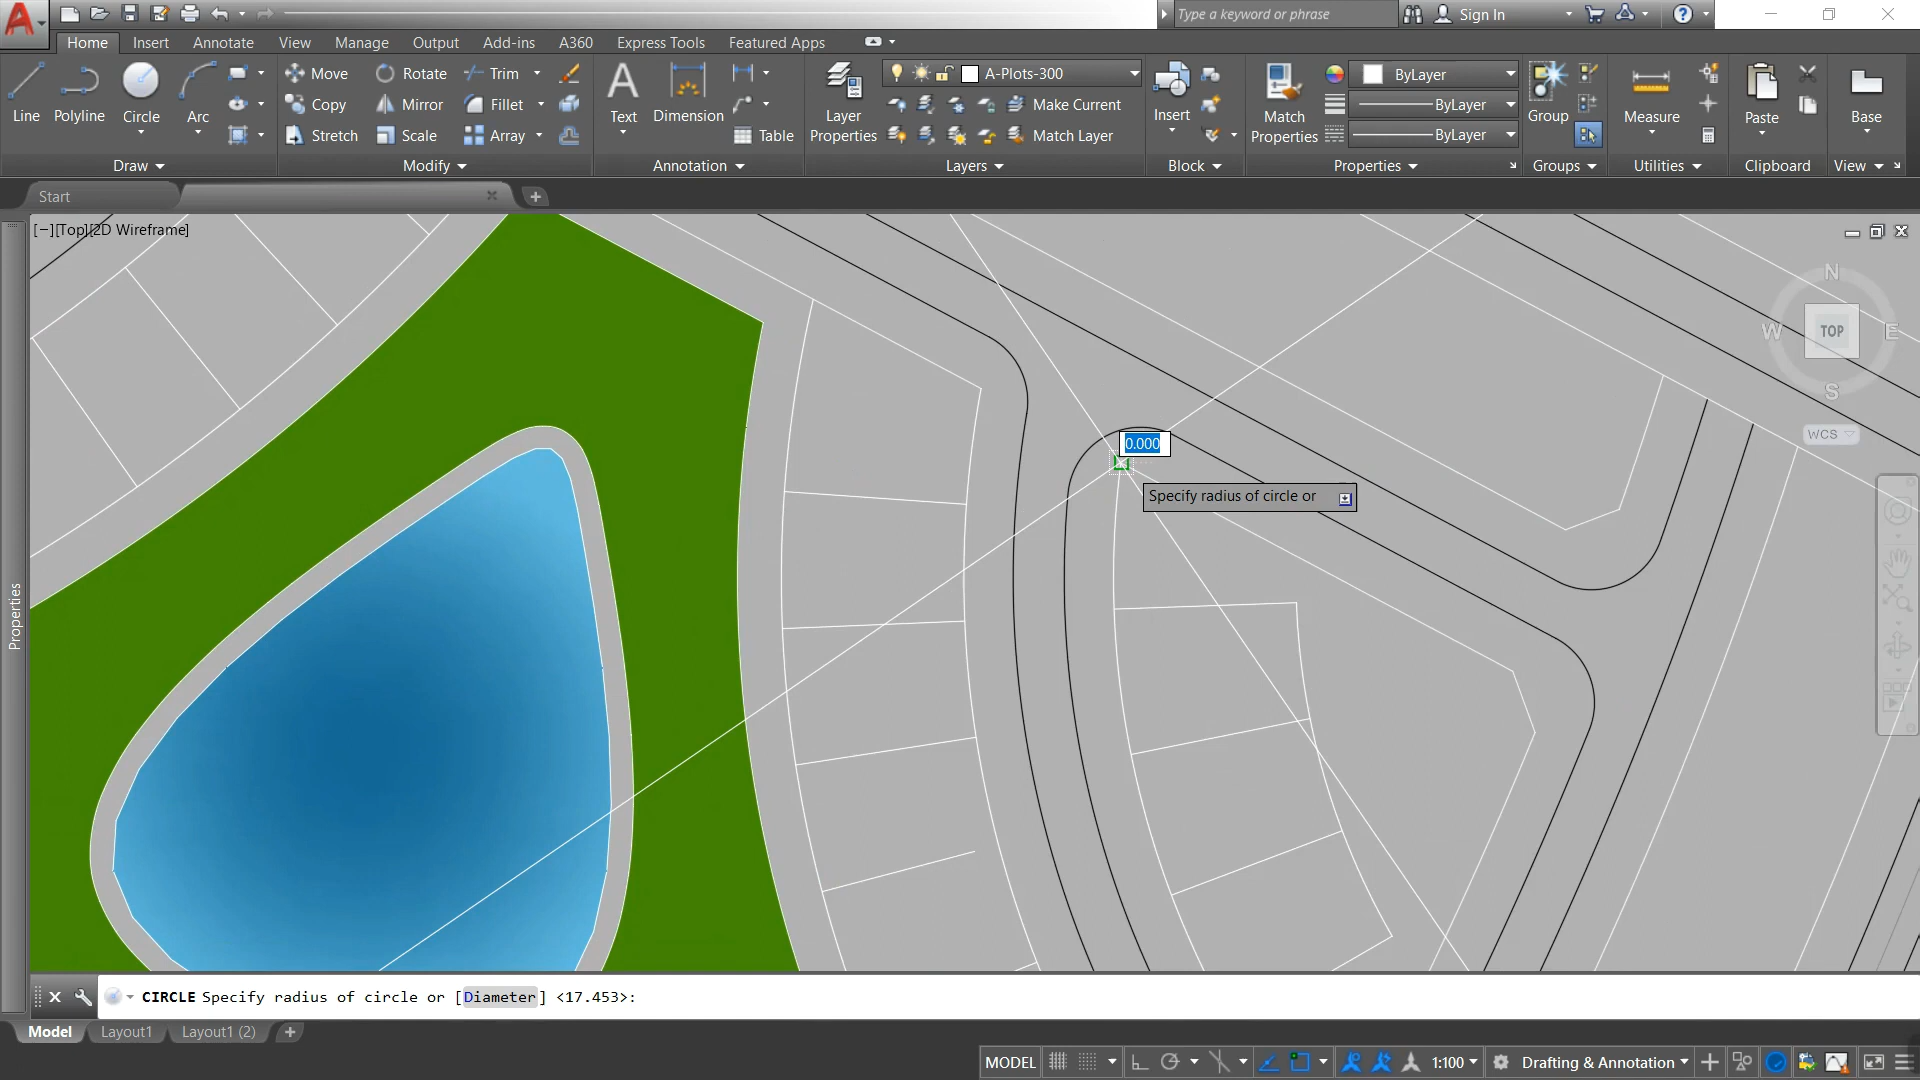 Type a keyword or phrase
Sign In
Home Insert Annotate View Manage Output Add-ins A360 Express Tools Featured Apps
Line
Polyline
Circle
Arc
Move
Rotate
Trim
Copy
Mirror
Fillet
Stretch
Scale
Array
Text
Dimension
Table
Layer
Properties
A-Plots-300
Make Current
Match Layer
Insert
Match
Properties
ByLayer
ByLayer
ByLayer
Group
Measure
Paste
Base
Draw
Modify
Annotation
Layers
Block
Properties
Groups
Utilities
Clipboard
View
Start
[−][Top][2D Wireframe]
N
W
TOP
E
S
WCS
0.000
Specify radius of circle or
Properties
CIRCLE Specify radius of circle or [Diameter] <17.453>:
Model
Layout1
Layout1 (2)
MODEL
1:100
Drafting & Annotation